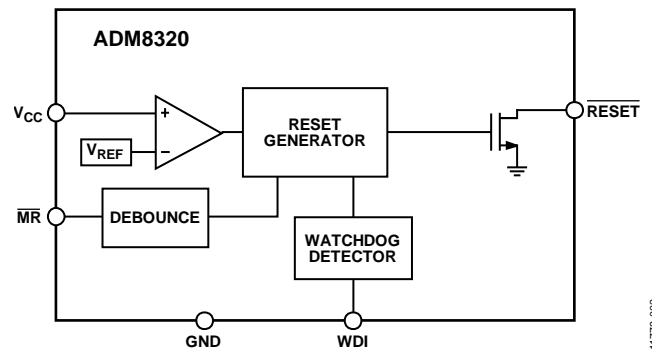 ADM8320
VCC
VREF
+
−
RESET
GENERATOR
RESET
MR
DEBOUNCE
WATCHDOG
DETECTOR
GND
WDI